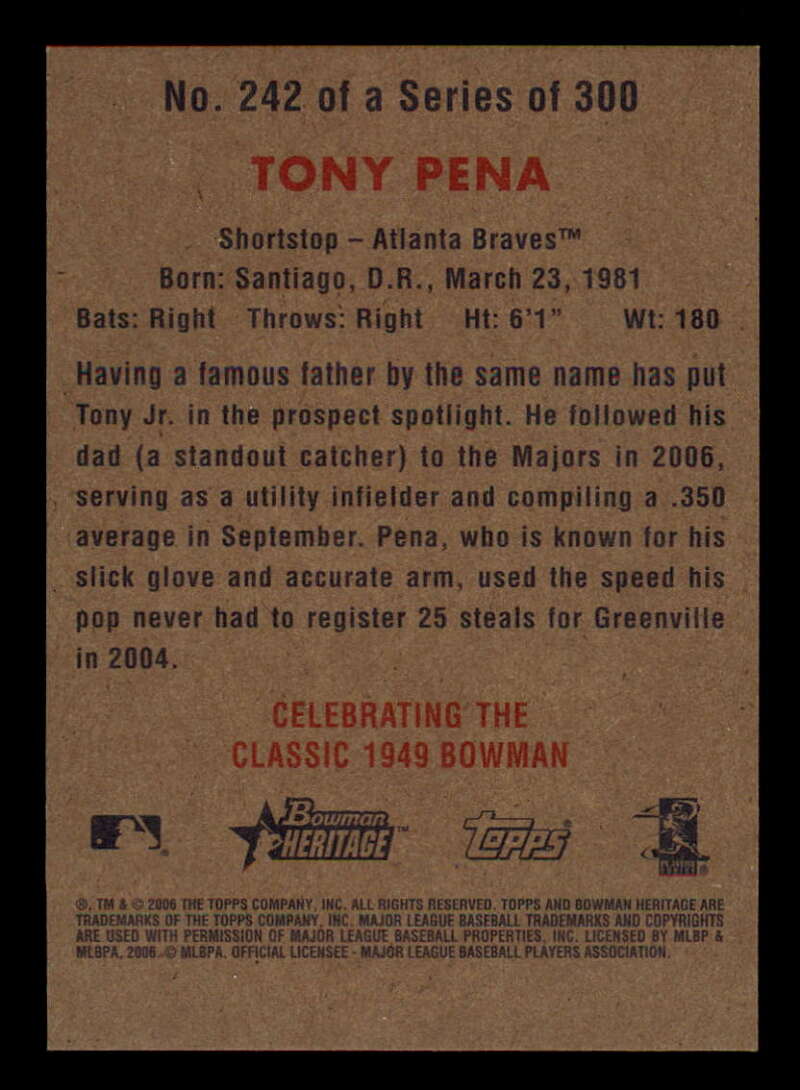 No. 242 of a Series of 300
TONY PENA
Shortstop – Atlanta Braves™
Born: Santiago, D.R., March 23, 1981
Bats: Right Throws: Right Ht: 6'1" Wt: 180
Having a famous father by the same name has put
Tony Jr. in the prospect spotlight. He followed his
dad (a standout catcher) to the Majors in 2006,
serving as a utility infielder and compiling a .350
average in September. Pena, who is known for his
slick glove and accurate arm, used the speed his
pop never had to register 25 steals for Greenville
in 2004.
CELEBRATING THE
CLASSIC 1949 BOWMAN
Bowman
HERITAGE™
TOPPS®
®, TM & © 2006 THE TOPPS COMPANY, INC. ALL RIGHTS RESERVED. TOPPS AND BOWMAN HERITAGE ARE
TRADEMARKS OF THE TOPPS COMPANY, INC. MAJOR LEAGUE BASEBALL TRADEMARKS AND COPYRIGHTS
ARE USED WITH PERMISSION OF MAJOR LEAGUE BASEBALL PROPERTIES, INC. LICENSED BY MLBP &
MLBPA. 2006 © MLBPA. OFFICIAL LICENSEE - MAJOR LEAGUE BASEBALL PLAYERS ASSOCIATION.